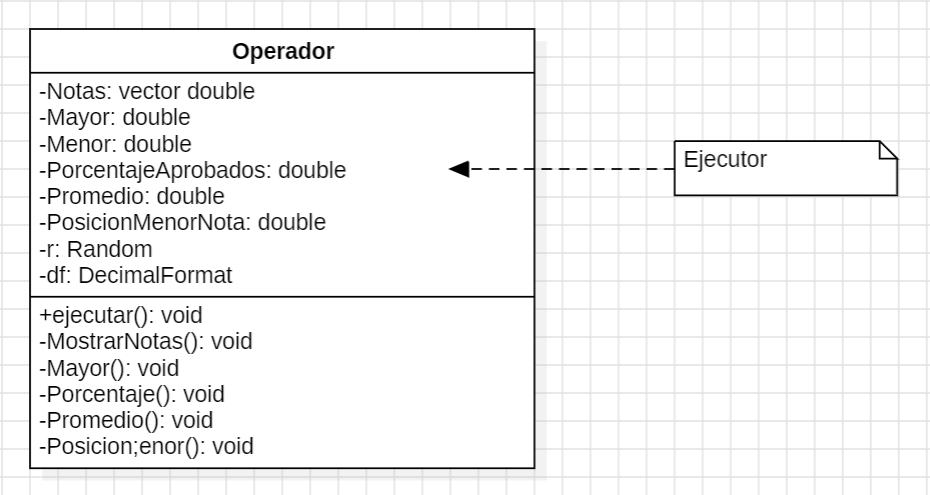 Operador
-Notas: vector double
-Mayor: double
-Menor: double
-PorcentajeAprobados: double
-Promedio: double
-PosicionMenorNota: double
-r: Random
-df: DecimalFormat
+ejecutar(): void
-MostrarNotas(): void
-Mayor(): void
-Porcentaje(): void
-Promedio(): void
-Posicion;enor(): void
Ejecutor